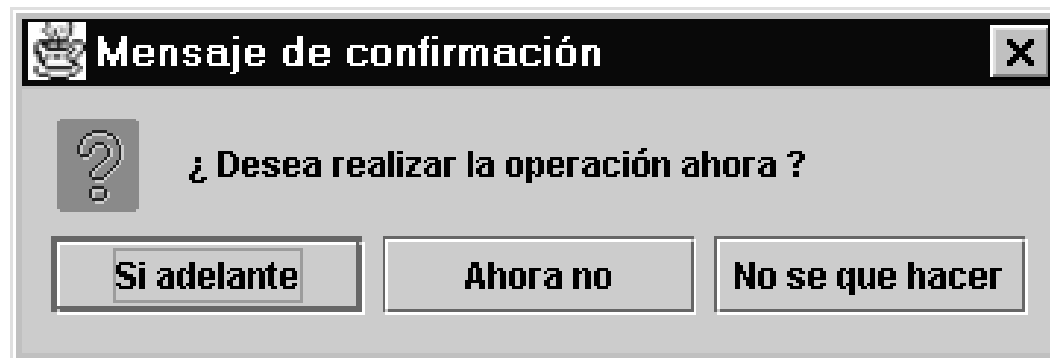 Mensaje de confirmación
¿ Desea realizar la operación ahora ?
Si adelante
Ahora no
No se que hacer